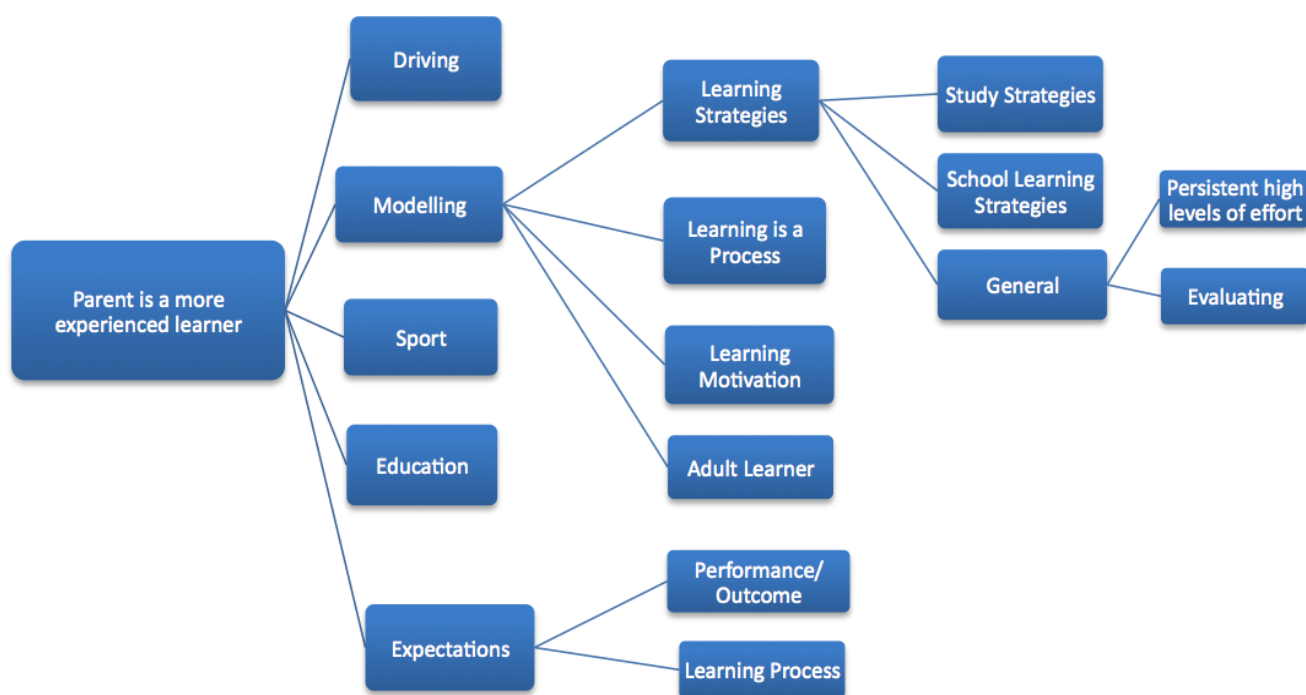 Driving
Learning
Strategies
Study Strategies
Modelling
School Learning
Strategies
Persistent high
levels of effort
Learning is a
Process
General
Evaluating
Parent is a more
experienced learner
Sport
Learning
Motivation
Education
Adult Learner
Performance/
Outcome
Expectations
Learning Process